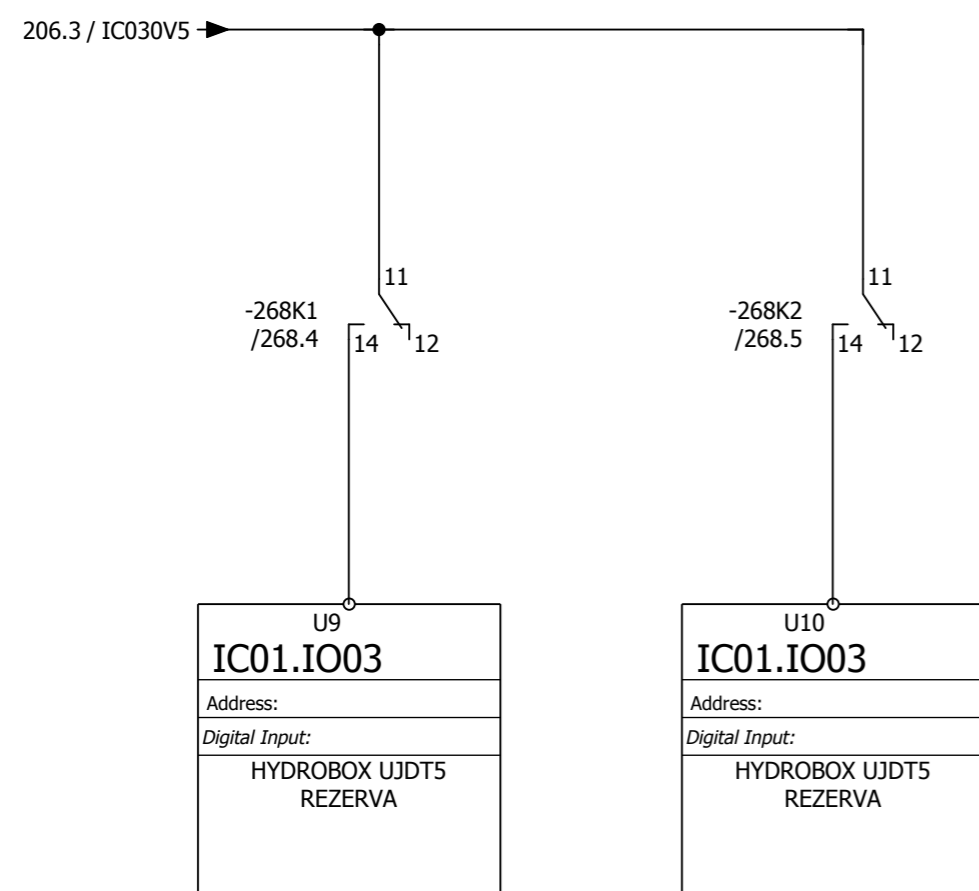 206.3 / IC030V5
11
-268K1
/268.4
14
12
11
-268K2
/268.5
14
12
U9
IC01.IO03
Address:
Digital Input:
HYDROBOX UJDT5
REZERVA
U10
IC01.IO03
Address:
Digital Input:
HYDROBOX UJDT5
REZERVA